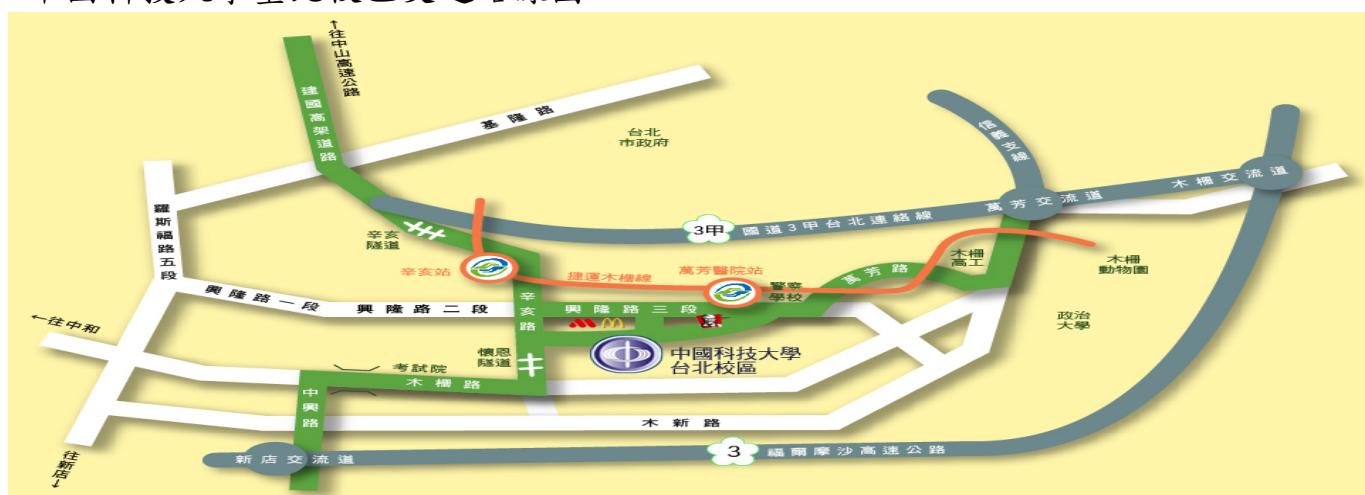 ↑往中山高速公路
建國高架道路
基隆路
台北
市政府
信義支線
木柵交流道
萬芳交流道
羅斯福路五段
辛亥
隧道
3甲
國道3甲台北連絡線
辛亥站
捷運木柵線
萬芳醫院站
萬芳路
木柵
高工
木柵
動物園
警察
學校
興隆路一段
興隆路二段
辛亥路
興隆路三段
政治
大學
←往中和
懷恩
隧道
中國科技大學
台北校區
考試院
木柵路
中興路
木新路
新店交流道
3
福爾摩沙高速公路
往新店↓